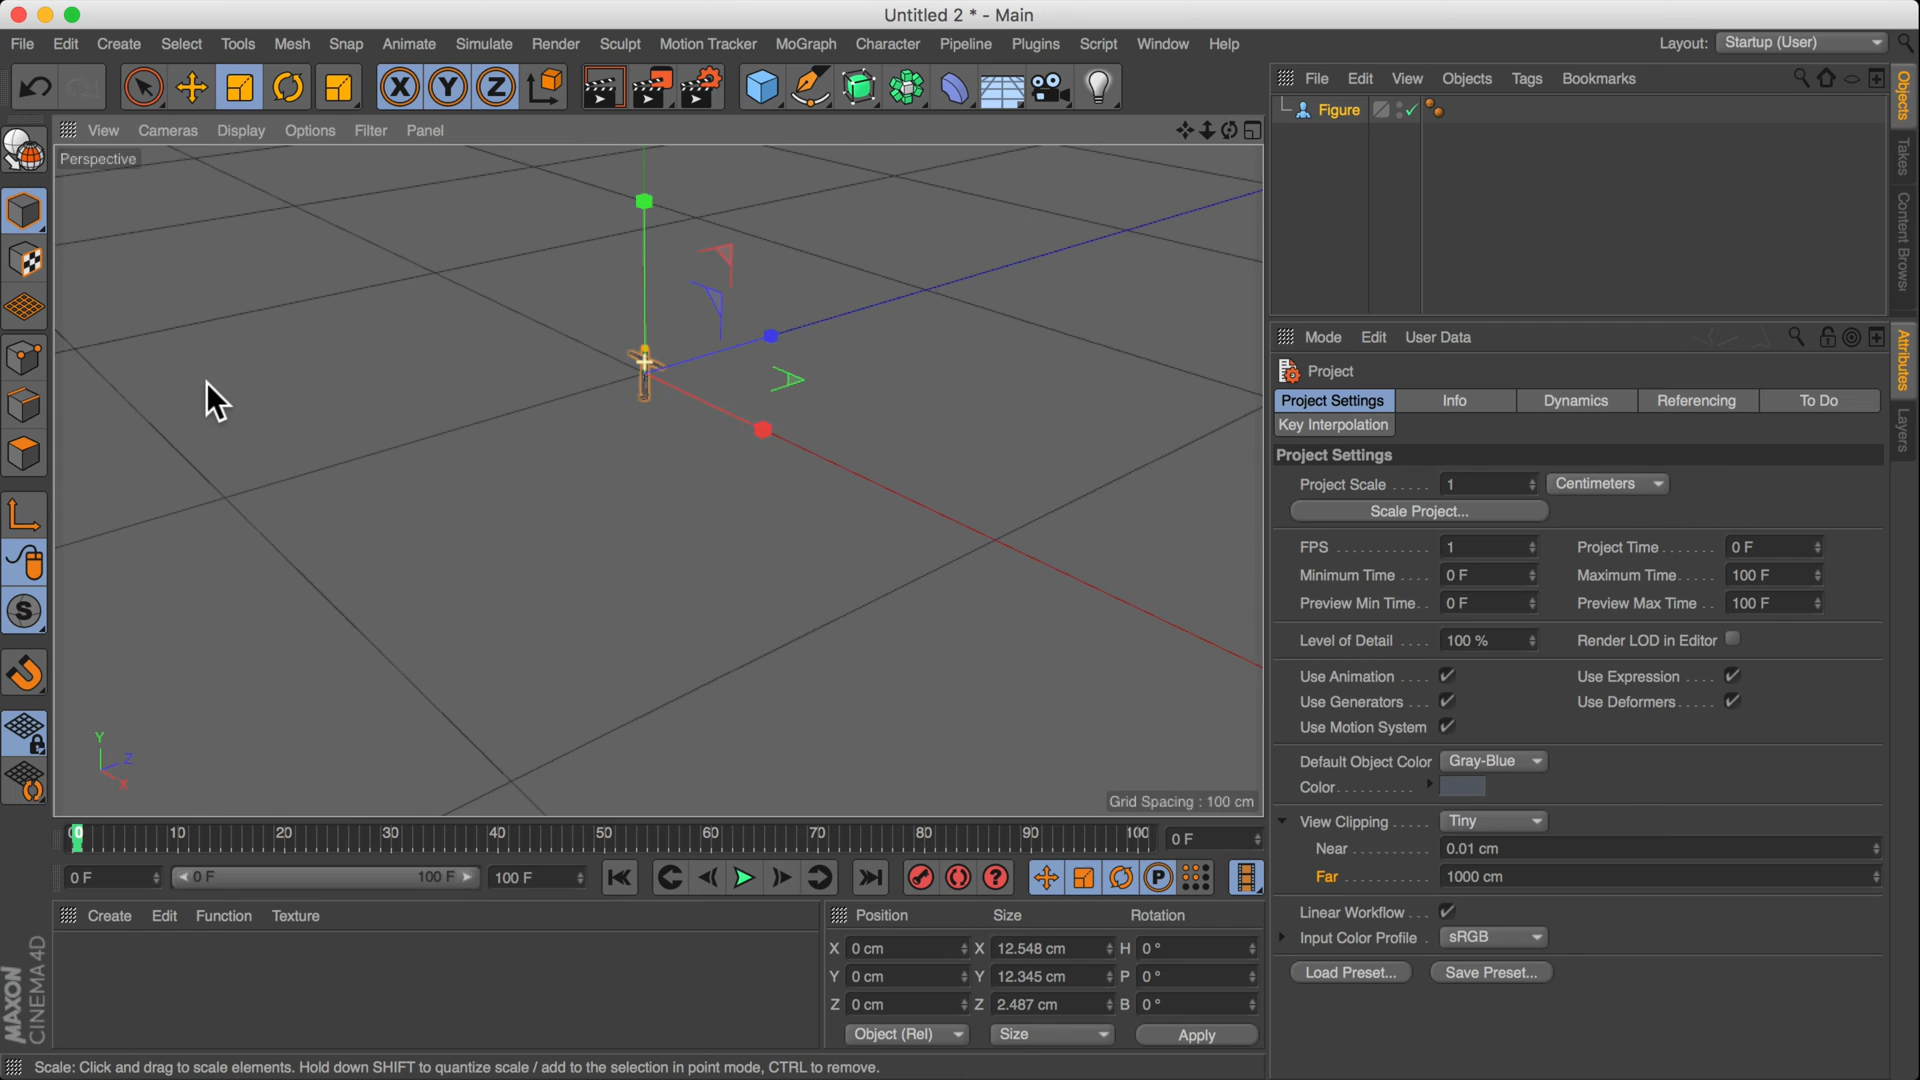 Untitled 2 * - Main
File Edit Create Select Tools Mesh Snap Animate Simulate Render Sculpt Motion Tracker MoGraph Character Pipeline Plugins Script Window Help Layout: Startup (User)
X Y Z
File Edit View Objects Tags Bookmarks
Figure
View Cameras Display Options Filter Panel
Perspective
Y
Z
X
Grid Spacing : 100 cm
Objects
Takes
Content Brows
Mode Edit User Data
Attributes
Layers
Project
Project Settings Info Dynamics Referencing To Do
Key Interpolation
Project Settings
Project Scale 1 Centimeters
Scale Project...
FPS 1 Project Time 0 F
Minimum Time 0 F Maximum Time 100 F
Preview Min Time 0 F Preview Max Time 100 F
Level of Detail 100 % Render LOD in Editor
Use Animation Use Expression
Use Generators Use Deformers
Use Motion System
Default Object Color Gray-Blue
Color
View Clipping Tiny
Near 0.01 cm
Far 1000 cm
Linear Workflow
Input Color Profile sRGB
Load Preset... Save Preset...
S
0 10 20 30 40 50 60 70 80 90 100 0 F
0 F 0 F 100 F 100 F ? P
Create Edit Function Texture
Position Size Rotation
X 0 cm X 12.548 cm H 0 °
Y 0 cm Y 12.345 cm P 0 °
Z 0 cm Z 2.487 cm B 0 °
Object (Rel) Size Apply
MAXON
CINEMA 4D
Scale: Click and drag to scale elements. Hold down SHIFT to quantize scale / add to the selection in point mode, CTRL to remove.